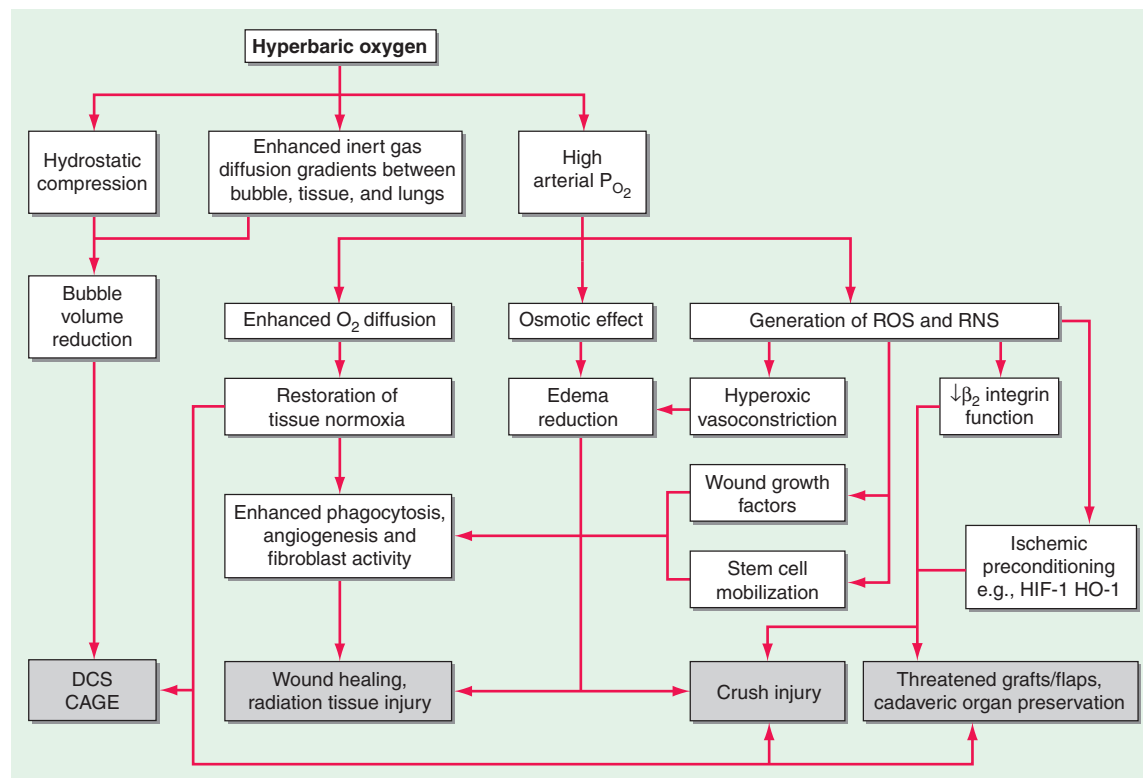 Hyperbaric oxygen
Hydrostatic
compression
Enhanced inert gas
diffusion gradients between
bubble, tissue, and lungs
High
arterial P<sub>O₂</sub>
Bubble
volume
reduction
Enhanced O₂ diffusion
Osmotic effect
Generation of ROS and RNS
Restoration of
tissue normoxia
Edema
reduction
Hyperoxic
vasoconstriction
↓β₂ integrin
function
Enhanced phagocytosis,
angiogenesis and
fibroblast activity
Wound growth
factors
Stem cell
mobilization
Ischemic
preconditioning
e.g., HIF-1 HO-1
DCS
CAGE
Wound healing,
radiation tissue injury
Crush injury
Threatened grafts/flaps,
cadaveric organ preservation